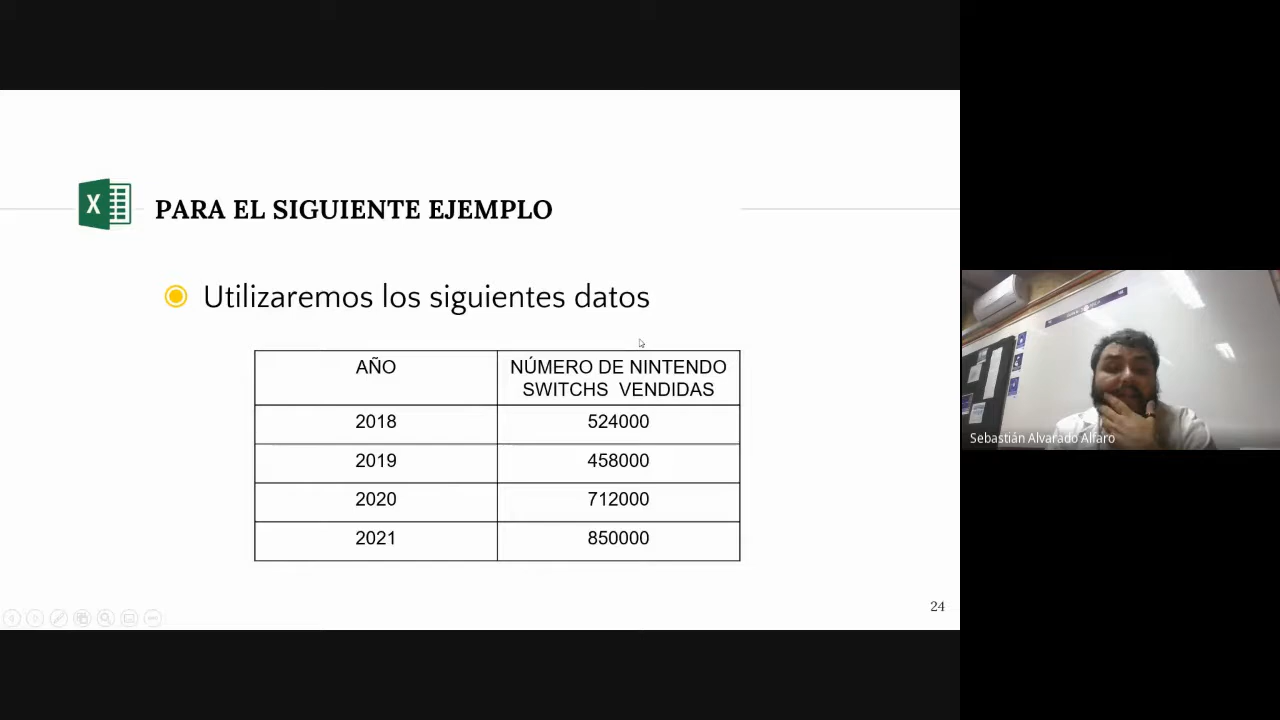 X
PARA EL SIGUIENTE EJEMPLO
Utilizaremos los siguientes datos
AÑO
NÚMERO DE NINTENDO
SWITCHS VENDIDAS
2018 524000
2019 458000
2020 712000
2021 850000
24
Sebastián Alvarado Alfaro